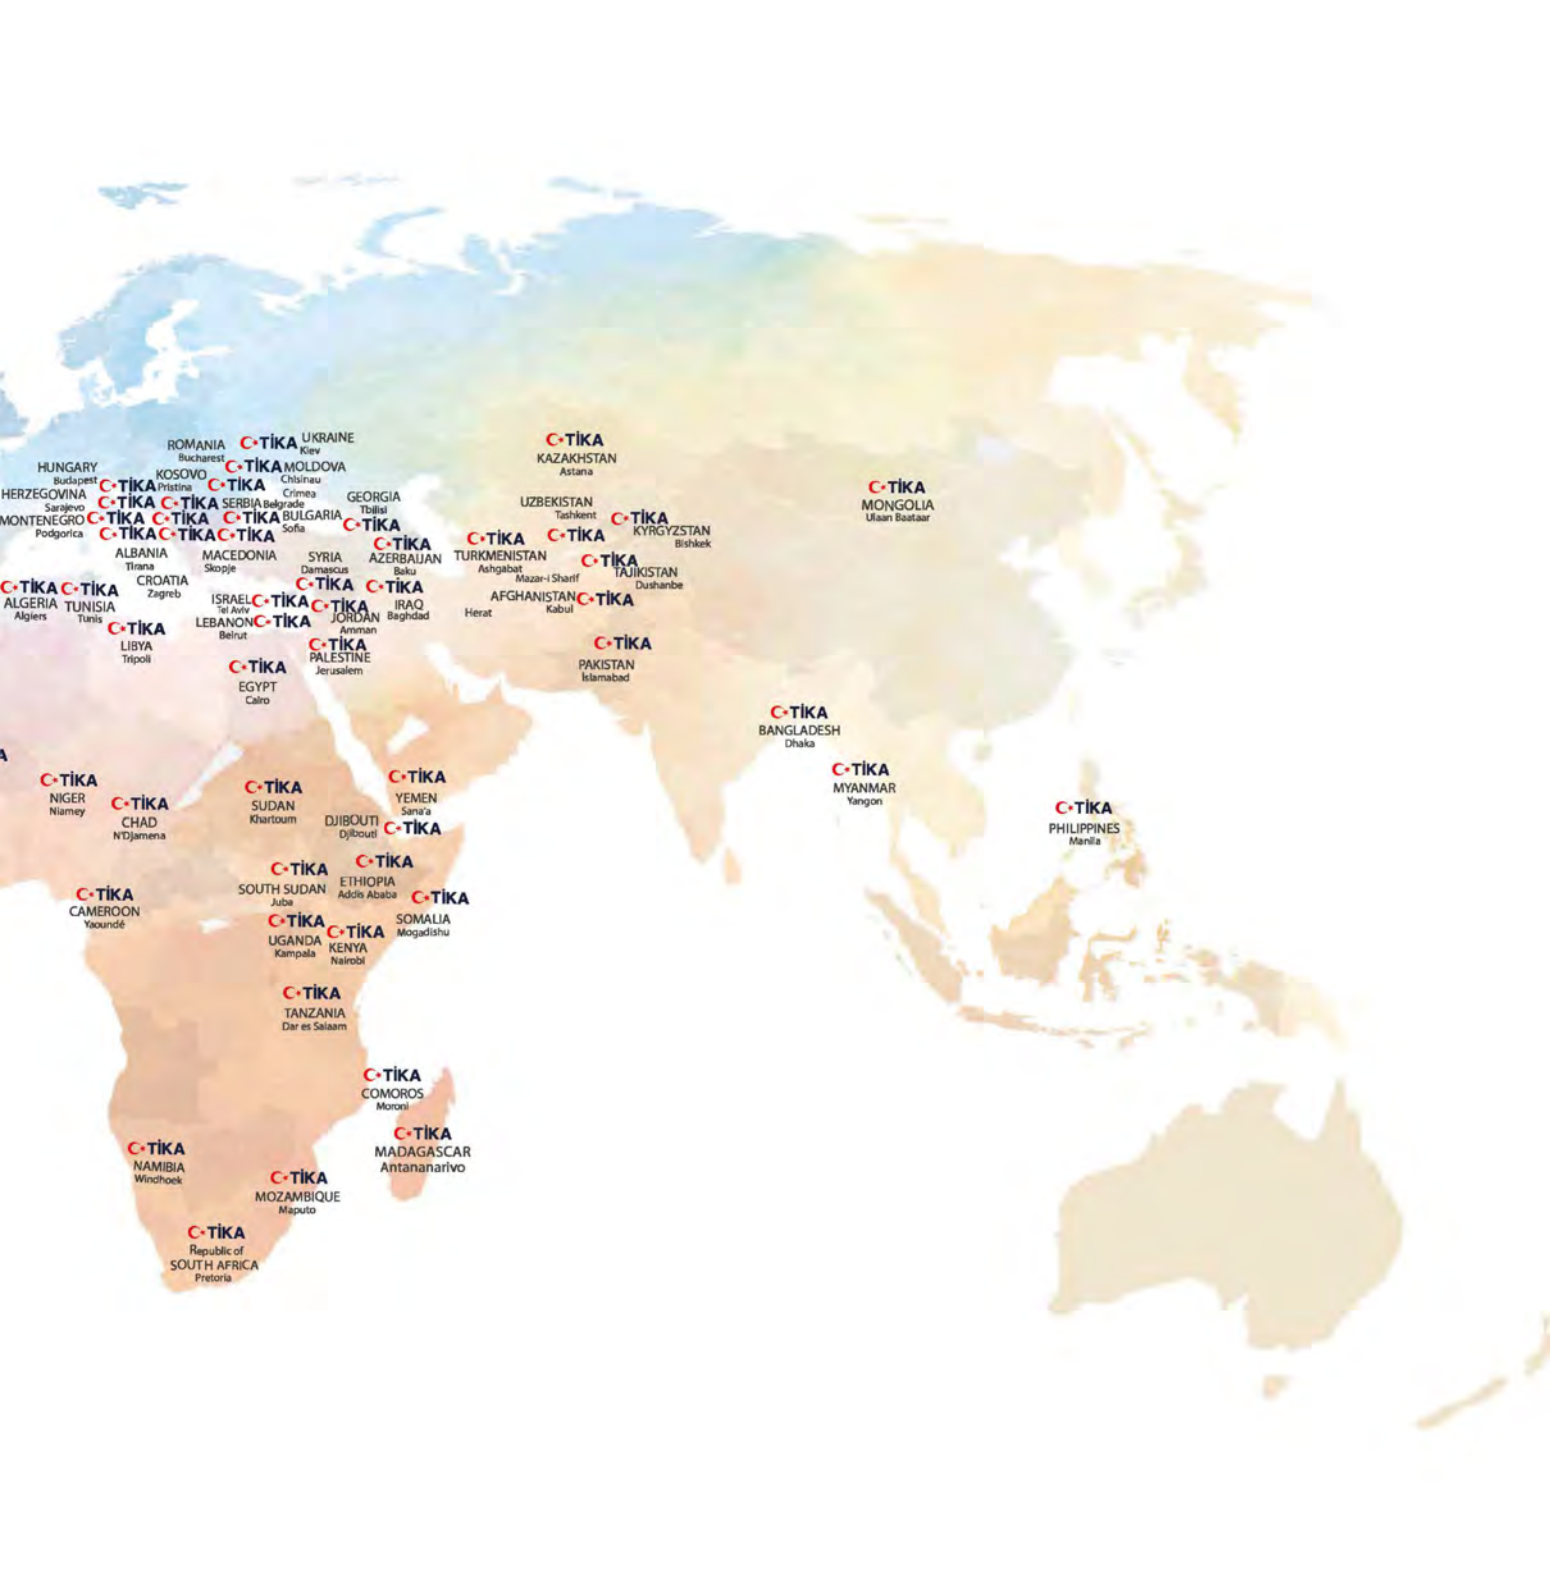 ROMANIA
Bucharest
TİKA
UKRAINE
Kiev
TİKA
MOLDOVA
Chisinau
HUNGARY
Budapest
TİKA
KOSOVO
Pristina
TİKA
Crimea
HERZEGOVINA
Sarajevo
TİKA
TİKA
SERBIA Belgrade
MONTENEGRO
Podgorica
TİKA
TİKA
TİKA
BULGARIA
Sofia
TİKA
TİKA
TİKA
ALBANIA
Tirana
MACEDONIA
Skopje
CROATIA
Zagreb
GEORGIA
Tbilisi
TİKA
TİKA
AZERBAIJAN
Baku
SYRIA
Damascus
TİKA
TİKA
IRAQ
Baghdad
ISRAEL
Tel Aviv
TİKA
TİKA
JORDAN
Amman
LEBANON
Beirut
TİKA
TİKA
PALESTINE
Jerusalem
TİKA
ALGERIA
Algiers
TİKA
TUNISIA
Tunis
TİKA
LIBYA
Tripoli
TİKA
EGYPT
Cairo
TİKA
KAZAKHSTAN
Astana
UZBEKISTAN
Tashkent
TİKA
TİKA
KYRGYZSTAN
Bishkek
TİKA
TURKMENISTAN
Ashgabat
TİKA
TAJIKISTAN
Dushanbe
Mazar-i Sharif
AFGHANISTAN
Kabul
TİKA
Herat
TİKA
PAKISTAN
Islamabad
TİKA
MONGOLIA
Ulaan Baataar
TİKA
BANGLADESH
Dhaka
TİKA
MYANMAR
Yangon
TİKA
PHILIPPINES
Manila
A
TİKA
NIGER
Niamey
TİKA
CHAD
N'Djamena
TİKA
SUDAN
Khartoum
TİKA
YEMEN
Sana'a
DJIBOUTI
Djibouti
TİKA
TİKA
SOUTH SUDAN
Juba
TİKA
ETHIOPIA
Addis Ababa
TİKA
SOMALIA
Mogadishu
TİKA
CAMEROON
Yaoundé
TİKA
UGANDA
Kampala
TİKA
KENYA
Nairobi
TİKA
TANZANIA
Dar es Salaam
TİKA
COMOROS
Moroni
TİKA
MADAGASCAR
Antananarivo
TİKA
NAMIBIA
Windhoek
TİKA
MOZAMBIQUE
Maputo
TİKA
Republic of
SOUTH AFRICA
Pretoria